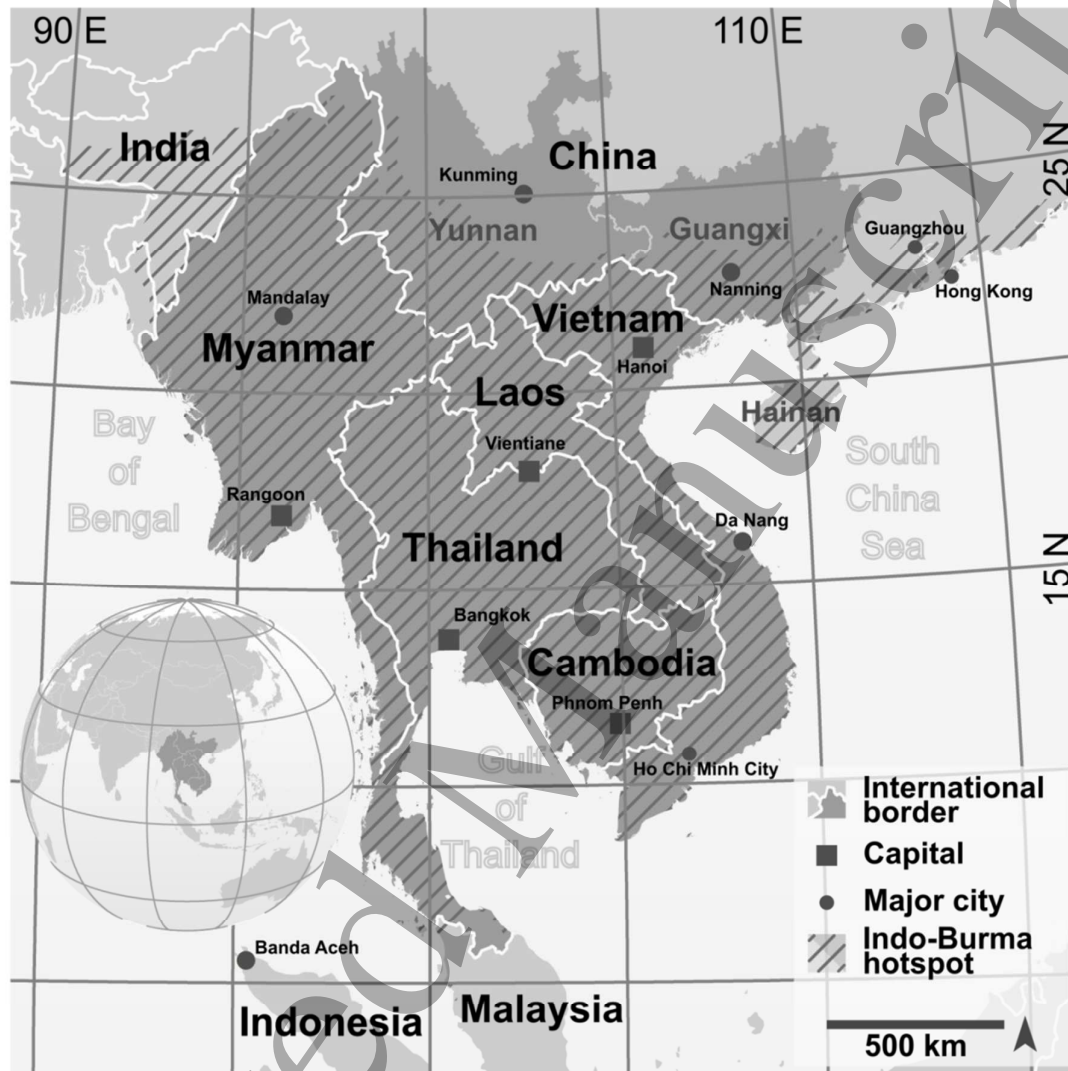 90 E
110 E
India
China
25 N
Kunming
Yunnan
Guangxi
Guangzhou
Nanning
Hong Kong
Mandalay
Myanmar
Vietnam
Hanoi
Laos
Hainan
Bay
of
Bengal
Vientiane
South
China
Sea
Rangoon
Da Nang
Thailand
15 N
Bangkok
Cambodia
Phnom Penh
Gulf
of
Thailand
Ho Chi Minh City
International
border
Capital
Major city
Indo-Burma
hotspot
Banda Aceh
Indonesia
Malaysia
500 km
ed Manuscrip